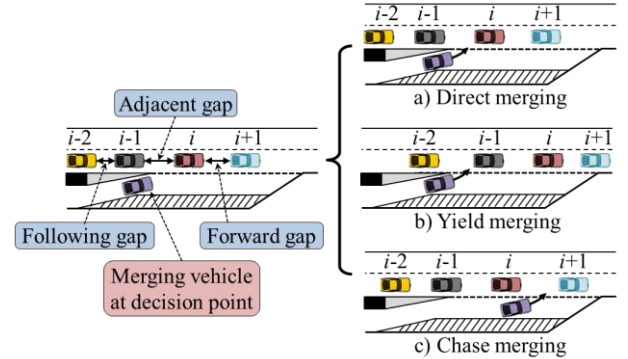 Adjacent gap
i-2 i-1 i i+1
Following gap
Forward gap
Merging vehicle
at decision point
i-2 i-1 i i+1
a) Direct merging
i-2 i-1 i i+1
b) Yield merging
i-2 i-1 i i+1
c) Chase merging